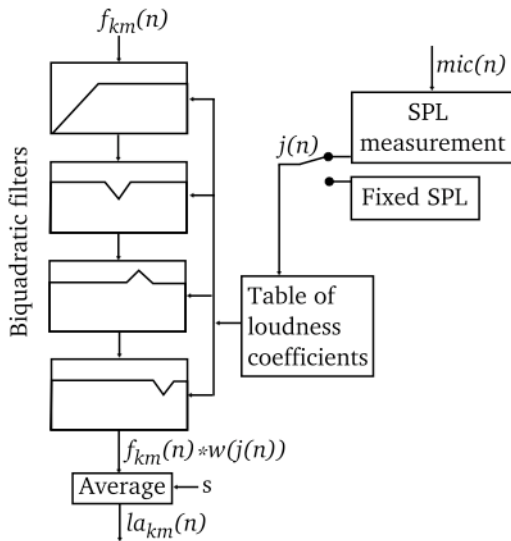 f_km(n)
mic(n)
SPL
measurement
j(n)
Fixed SPL
Biquadratic filters
Table of
loudness
coefficients
f_km(n)*w(j(n))
Average
s
la_km(n)